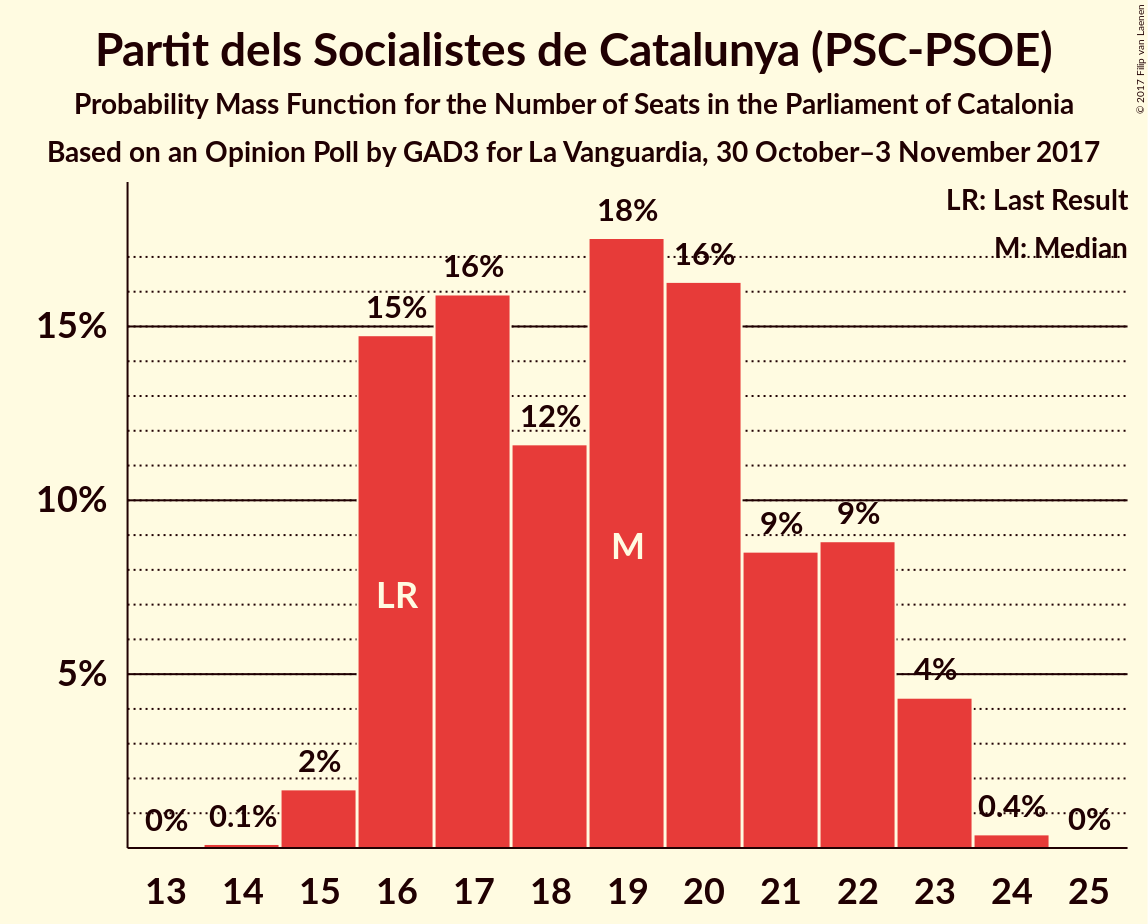 Partit dels Socialistes de Catalunya (PSC-PSOE)
Probability Mass Function for the Number of Seats in the Parliament of Catalonia
Based on an Opinion Poll by GAD3 for La Vanguardia, 30 October–3 November 2017
© 2017 Filip van Laenen
LR: Last Result
M: Median
18%
16%
16%
15%
15%
12%
10%
9%
9%
M
LR
5%
4%
2%
0%
0.1%
0.4%
0%
13 14 15 16 17 18 19 20 21 22 23 24 25